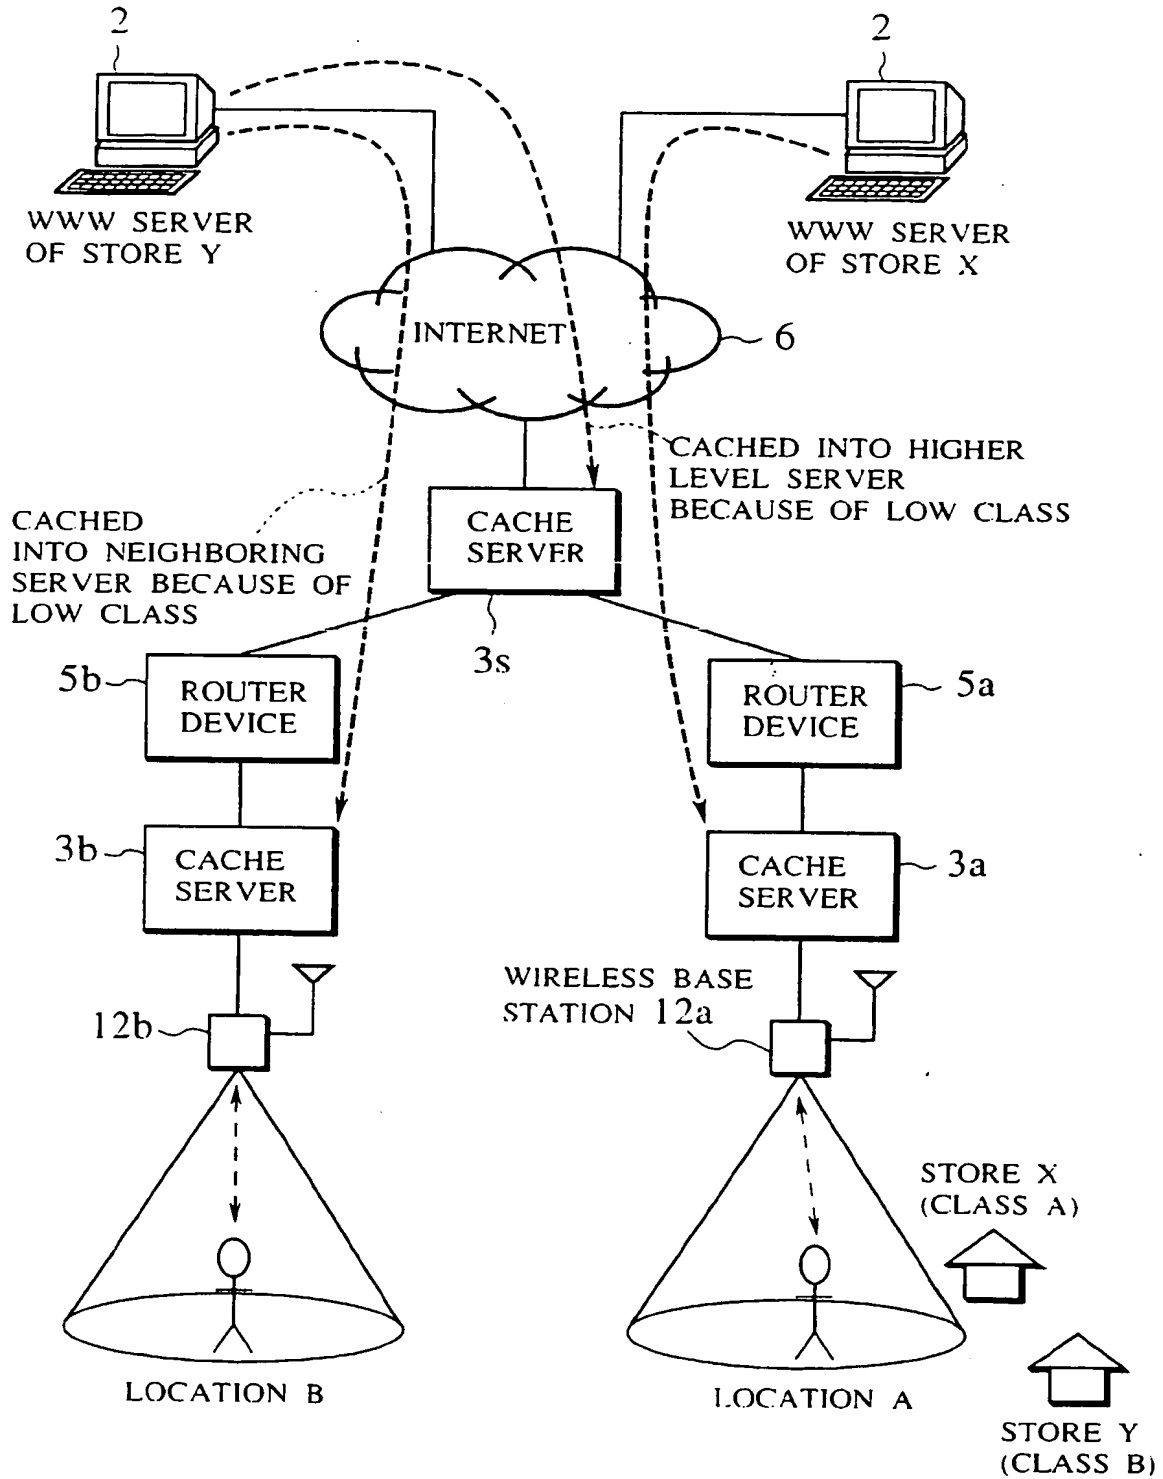 2
2
WWW SERVER
OF STORE Y
WWW SERVER
OF STORE X
INTERNET
6
CACHED INTO HIGHER
LEVEL SERVER
BECAUSE OF LOW CLASS
CACHE
SERVER
CACHED
INTO NEIGHBORING
SERVER BECAUSE OF
LOW CLASS
3s
5b
ROUTER
DEVICE
ROUTER
DEVICE
5a
3b
CACHE
SERVER
CACHE
SERVER
3a
WIRELESS BASE
STATION 12a
12b
STORE X
(CLASS A)
LOCATION B
LOCATION A
STORE Y
(CLASS B)